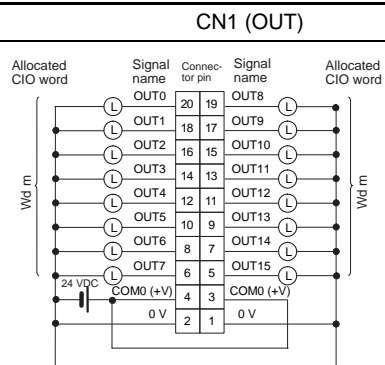 CN1 (OUT)
Allocated CIO word Signal name Connec-tor pin Signal name Allocated CIO word
OUT0 L 20 19 OUT8 L
OUT1 L 18 17 OUT9 L
OUT2 L 16 15 OUT10 L
OUT3 L 14 13 OUT11 L
OUT4 L 12 11 OUT12 L
OUT5 L 10 9 OUT13 L
OUT6 L 8 7 OUT14 L
OUT7 L 6 5 OUT15 L
Wd m Wd m
24 VDC COM0 (+V) 4 3 COM0 (+V)
0 V 2 1 0 V